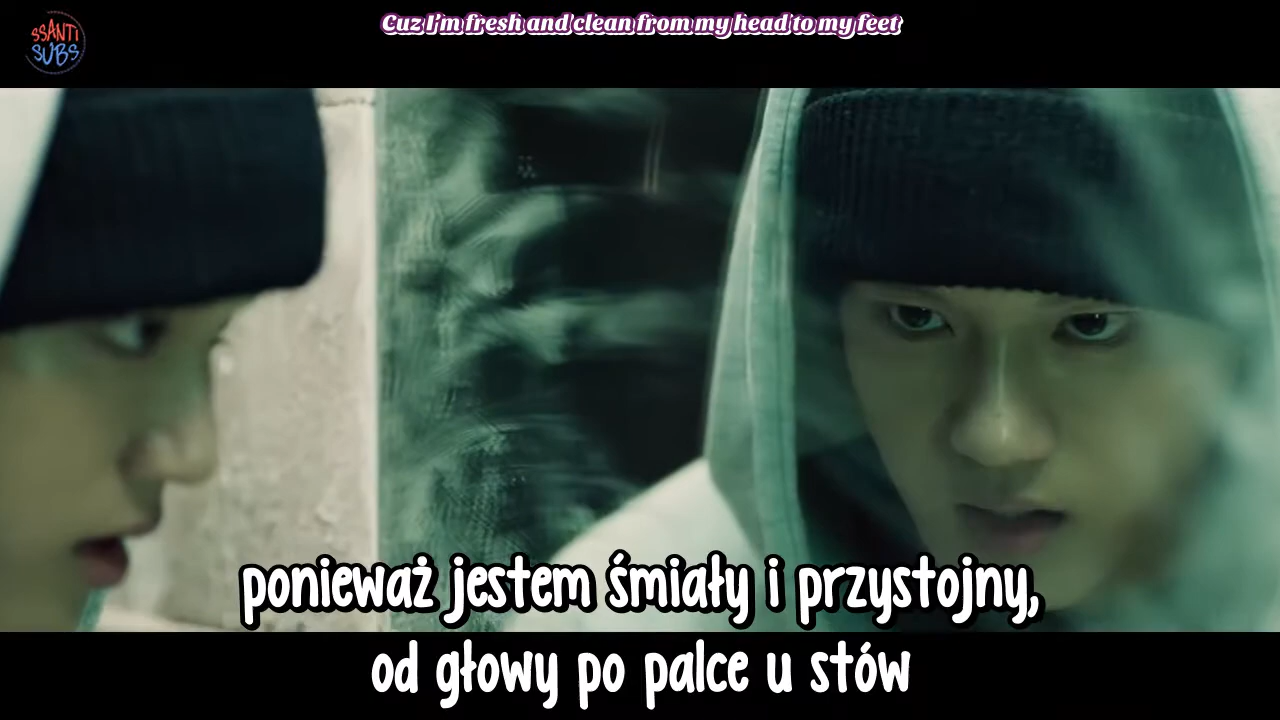 SSANTI
SUBS
Cuz I'm fresh and clean from my head to my feet
ponieważ jestem śmiały i przystojny,
od głowy po palce u stów